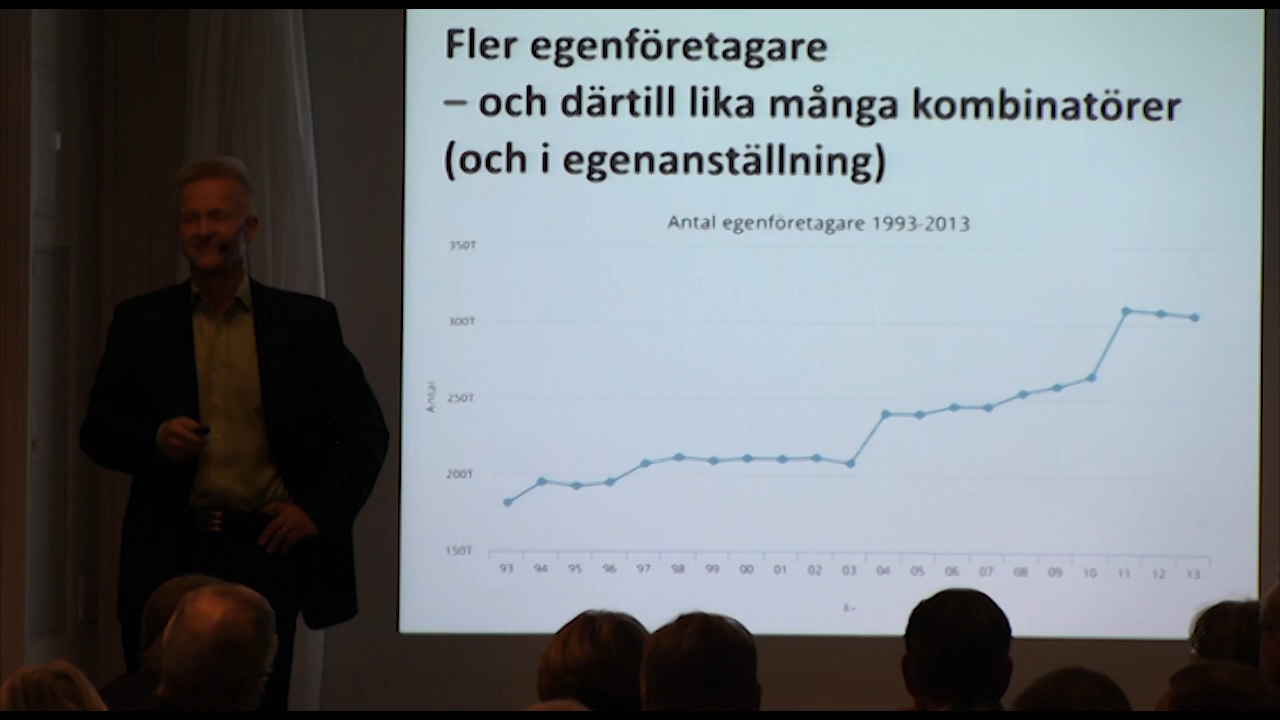 Fler egenföretagare
– och därtill lika många kombinatörer
(och i egenanställning)
Antal egenföretagare 1993-2013
350T
300T
250T
200T
150T
Antal
93 94 95 96 97 98 99 00 01 02 03 04 05 06 07 08 09 10 11 12 13